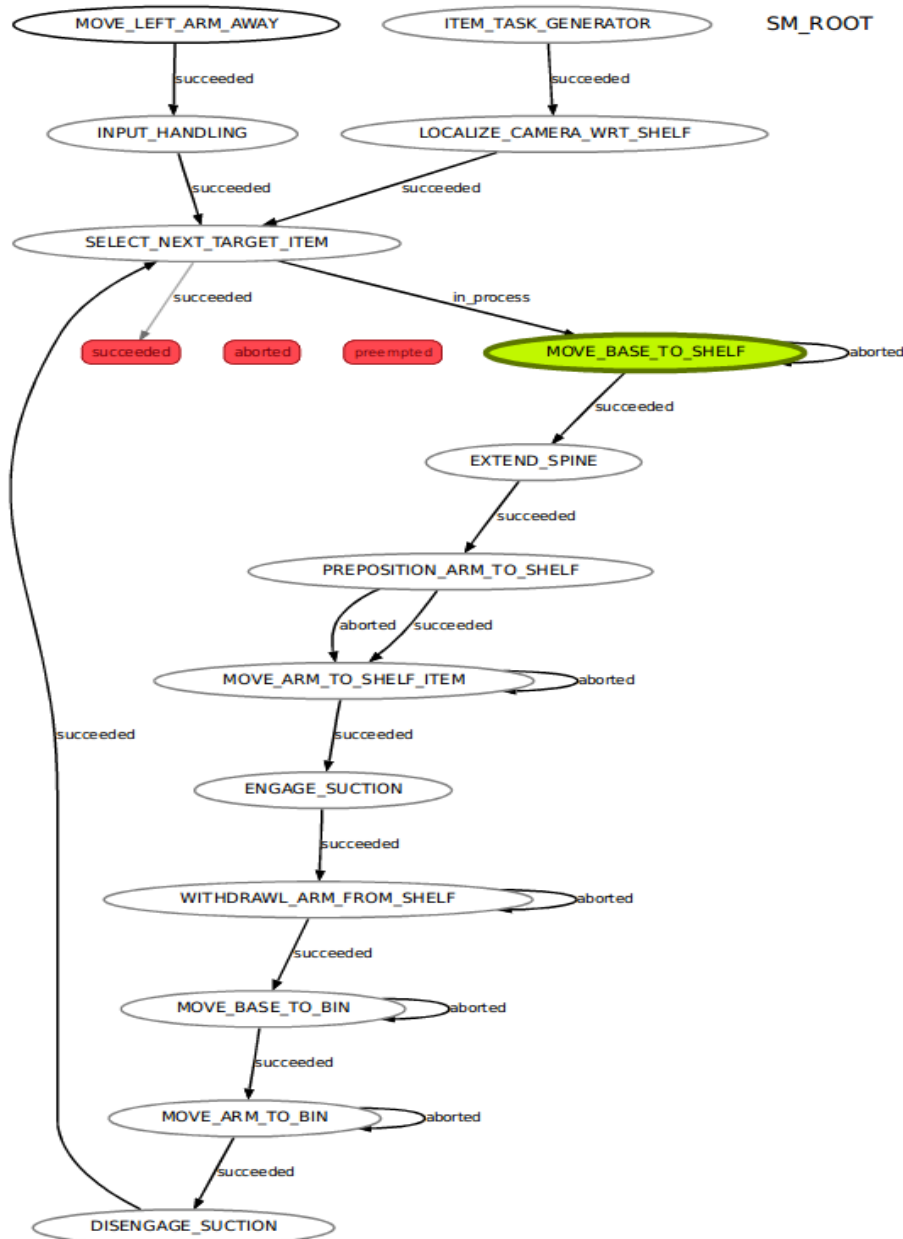 MOVE_LEFT_ARM_AWAY
ITEM_TASK_GENERATOR
SM_ROOT
succeeded
succeeded
INPUT_HANDLING
LOCALIZE_CAMERA_WRT_SHELF
succeeded
succeeded
SELECT_NEXT_TARGET_ITEM
succeeded
in_process
succeeded
aborted
preempted
MOVE_BASE_TO_SHELF
aborted
succeeded
EXTEND_SPINE
succeeded
PREPOSITION_ARM_TO_SHELF
aborted
succeeded
MOVE_ARM_TO_SHELF_ITEM
aborted
succeeded
succeeded
ENGAGE_SUCTION
succeeded
WITHDRAWL_ARM_FROM_SHELF
aborted
succeeded
MOVE_BASE_TO_BIN
aborted
succeeded
MOVE_ARM_TO_BIN
aborted
succeeded
DISENGAGE_SUCTION